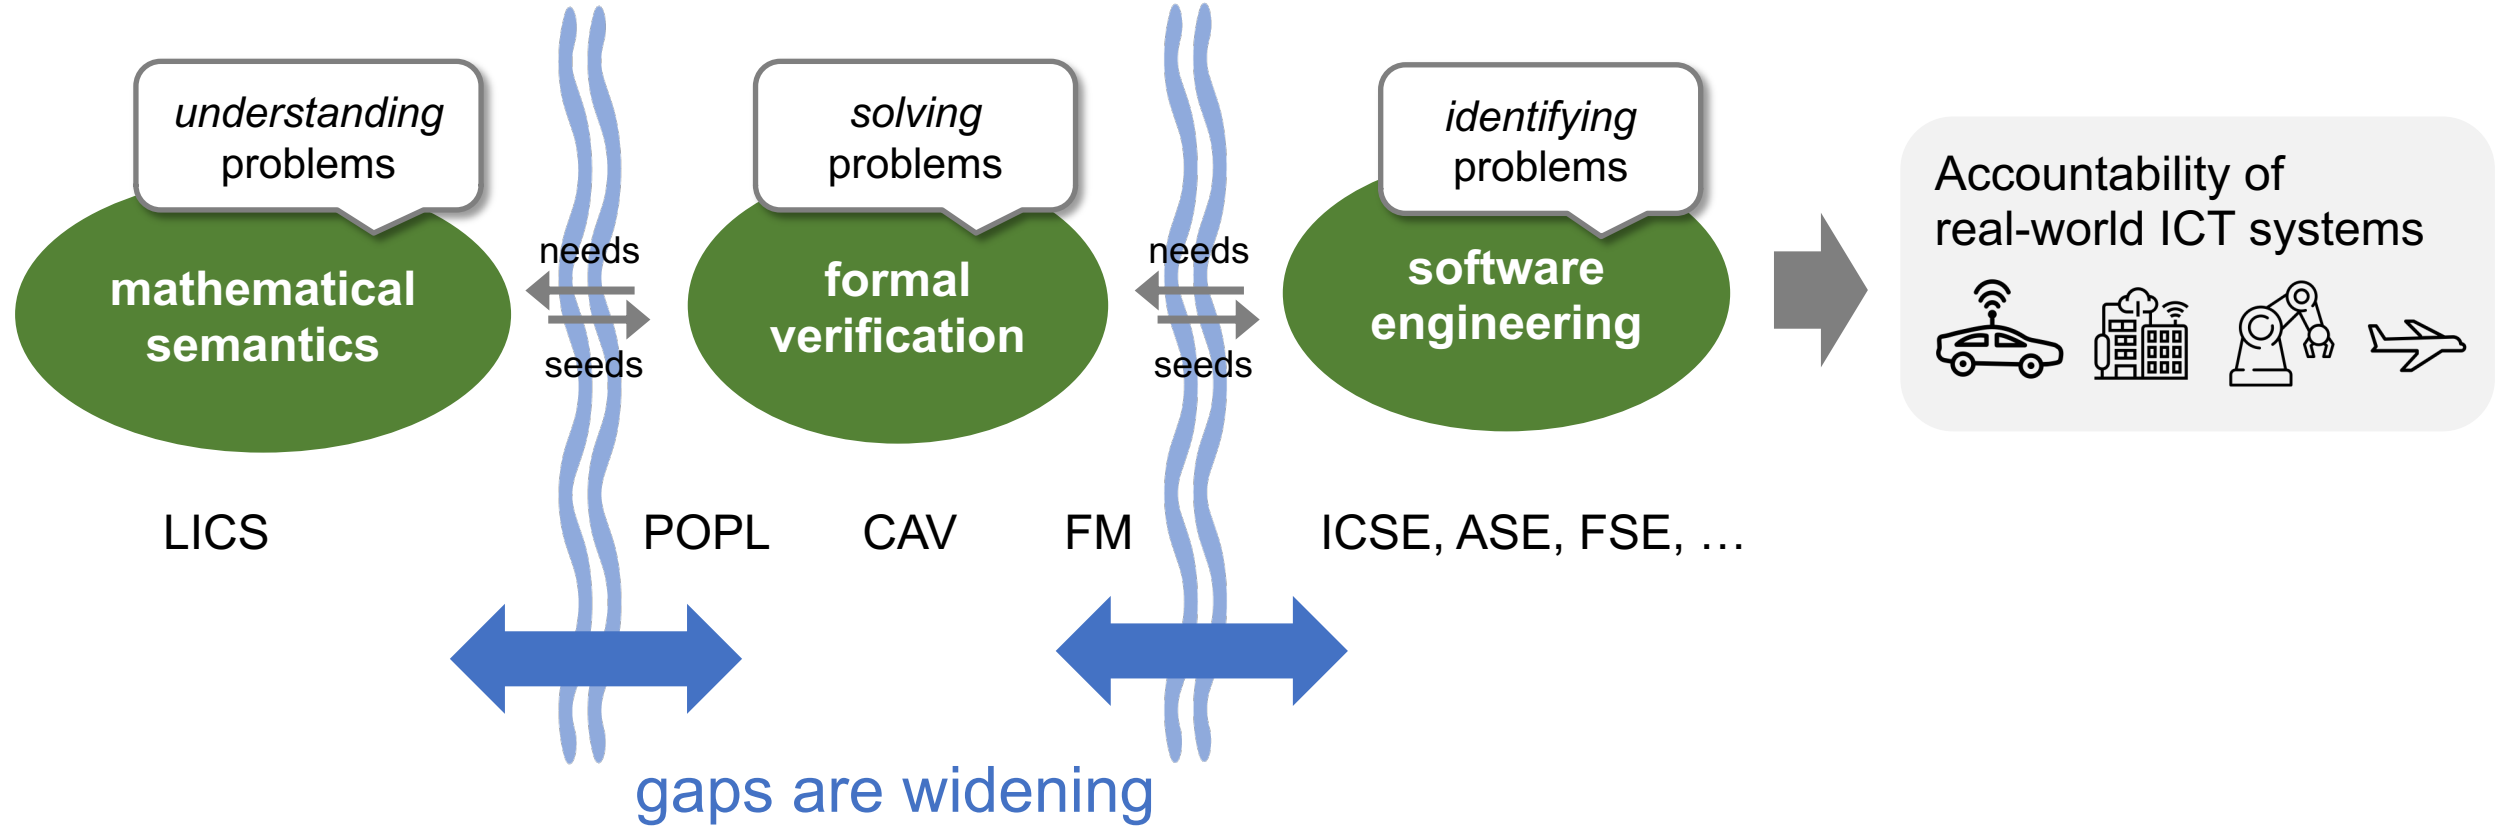 understanding
problems
solving
problems
identifying
problems
mathematical
semantics
needs
seeds
formal
verification
needs
seeds
software
engineering
Accountability of
real-world ICT systems
LICS
POPL
CAV
FM
ICSE, ASE, FSE, …
gaps are widening